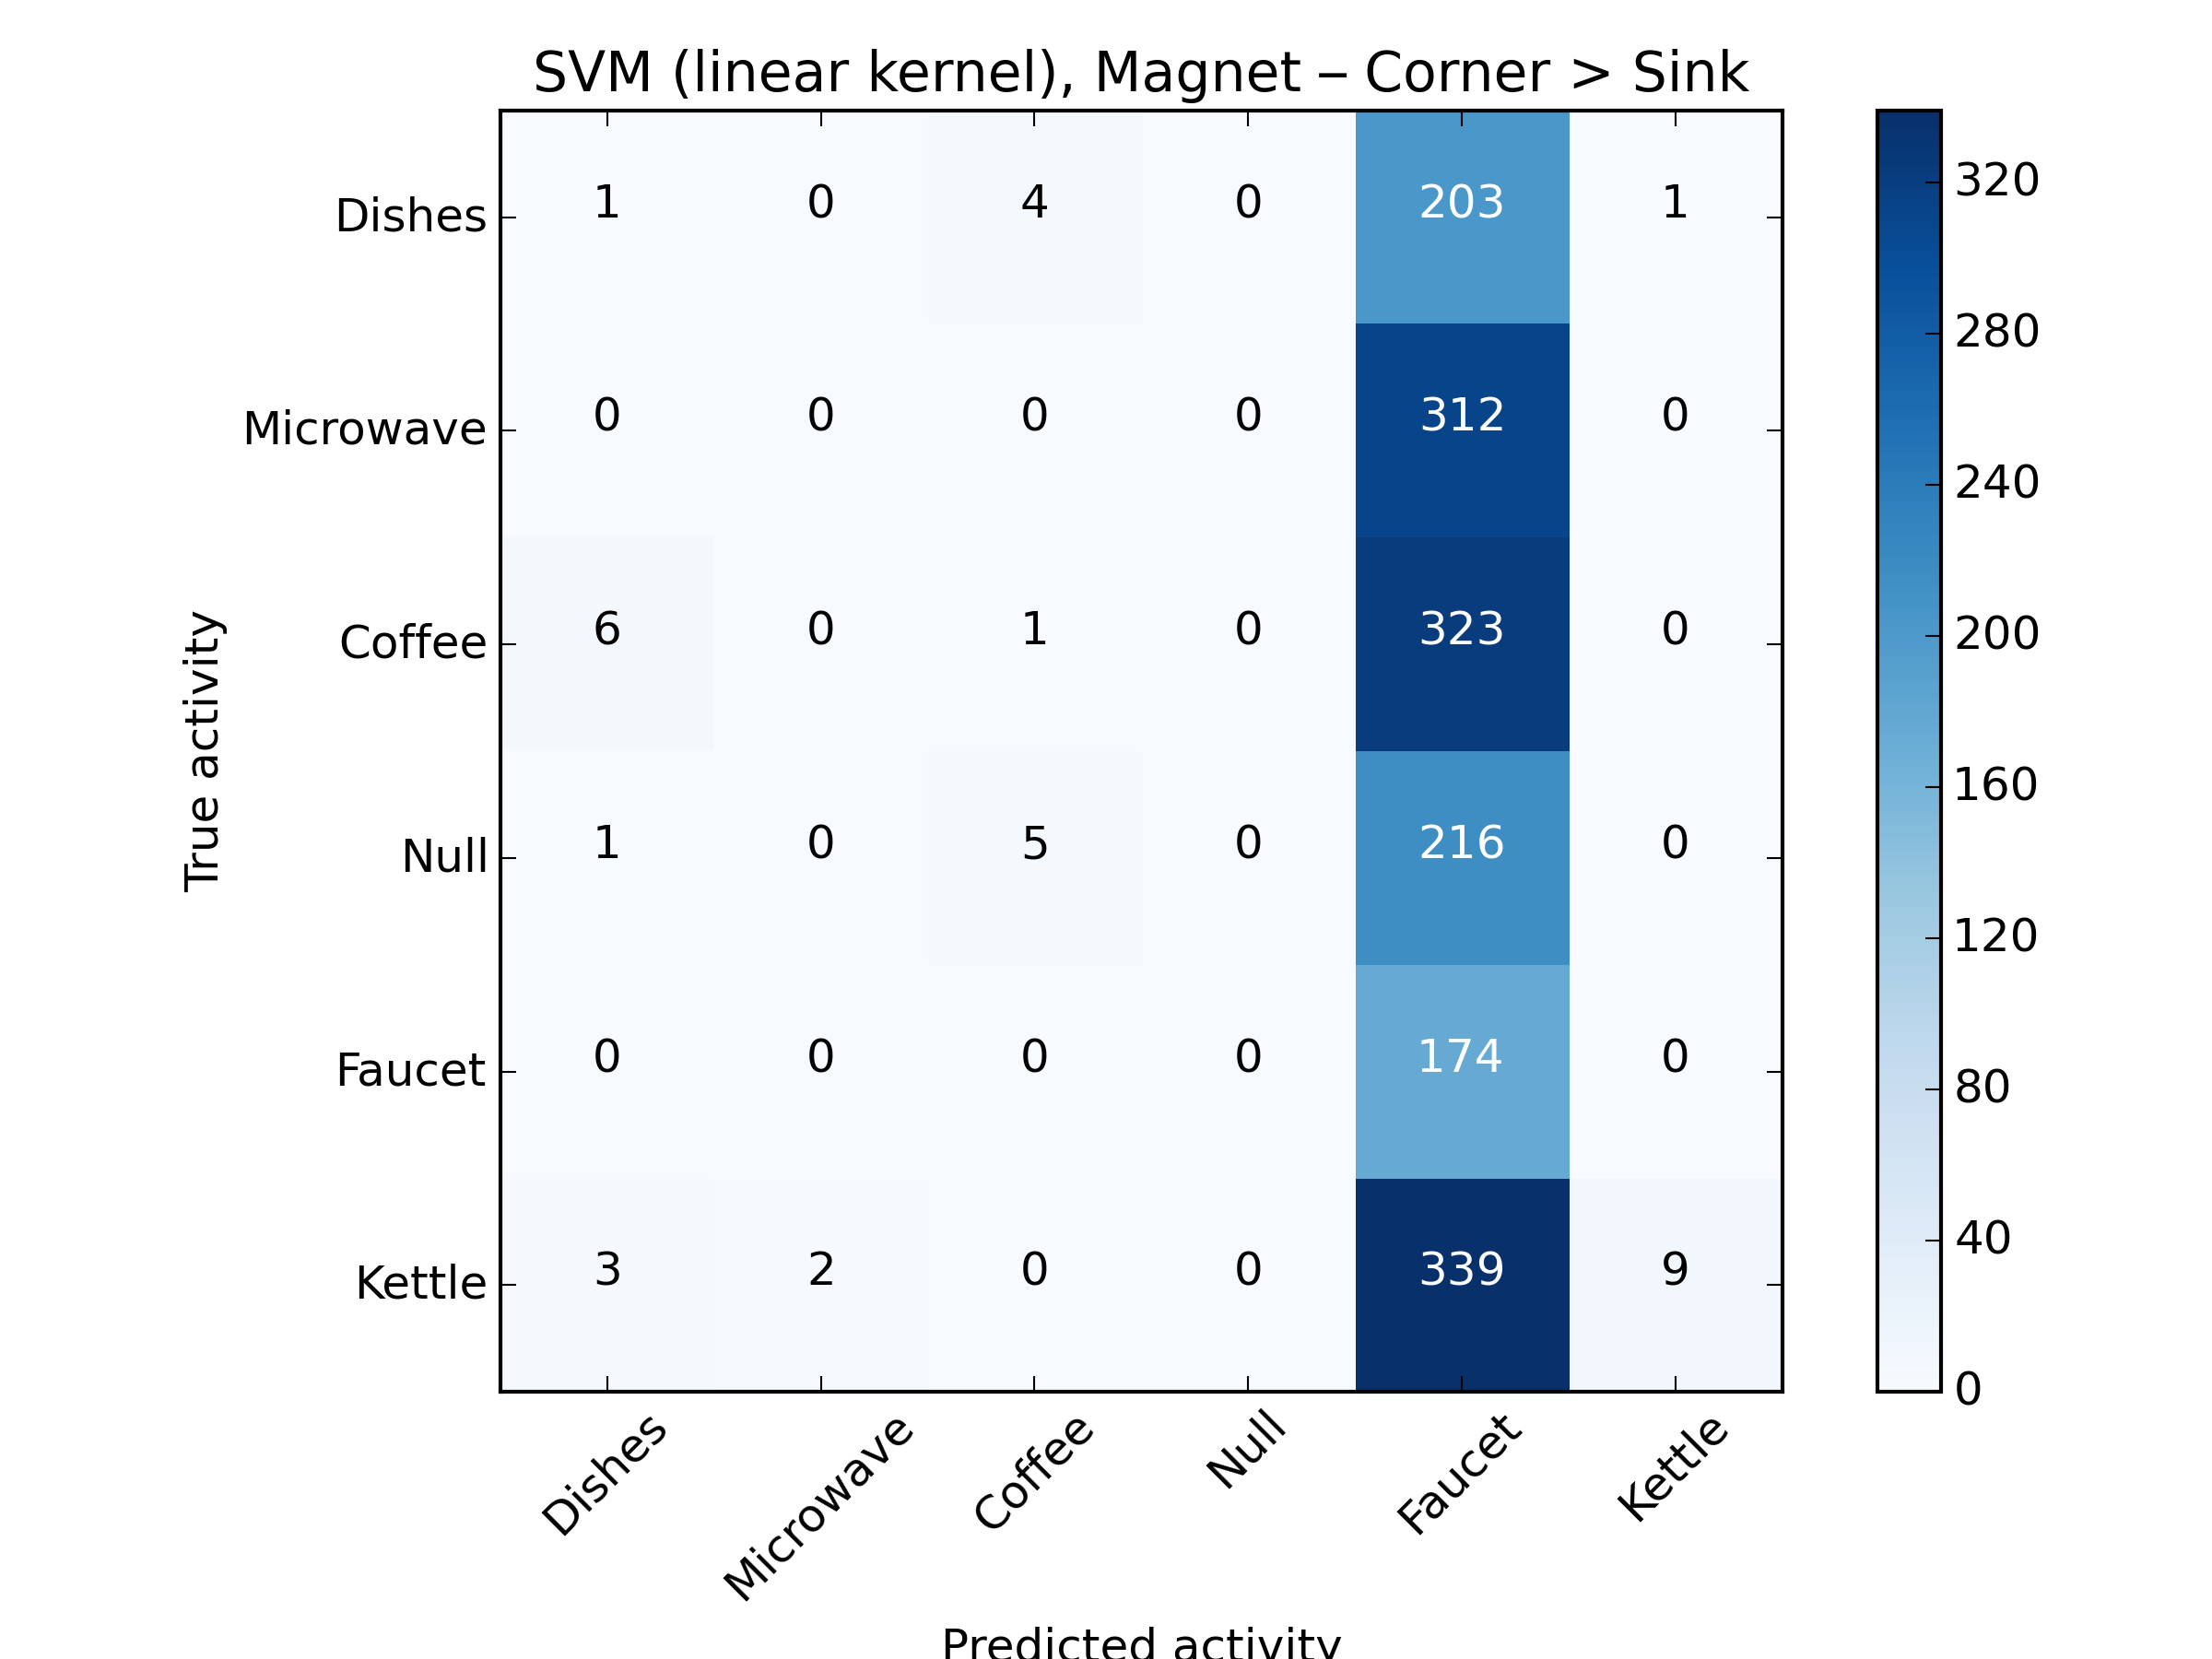 SVM (linear kernel), Magnet – Corner > Sink
Dishes 1 0 4 0 203 1
Microwave 0 0 0 0 312 0
Coffee 6 0 1 0 323 0
Null 1 0 5 0 216 0
Faucet 0 0 0 0 174 0
Kettle 3 2 0 0 339 9
True activity
Dishes Microwave Coffee Null Faucet Kettle
Predicted activity
320
280
240
200
160
120
80
40
0